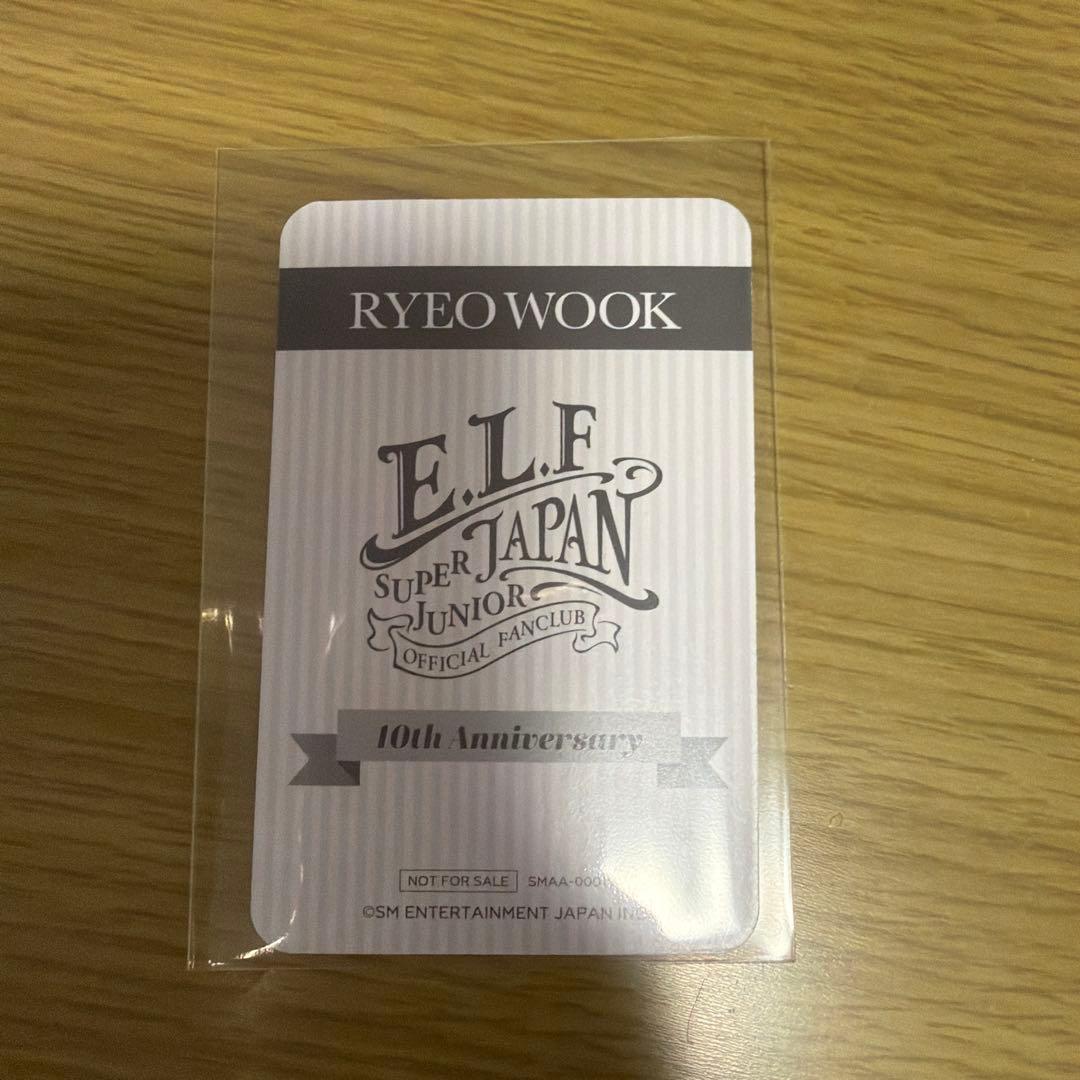 RYEO WOOK
E.L.F
JAPAN
SUPER
JUNIOR
OFFICIAL FANCLUB
10th Anniversary
NOT FOR SALE
©SM ENTERTAINMENT JAPAN